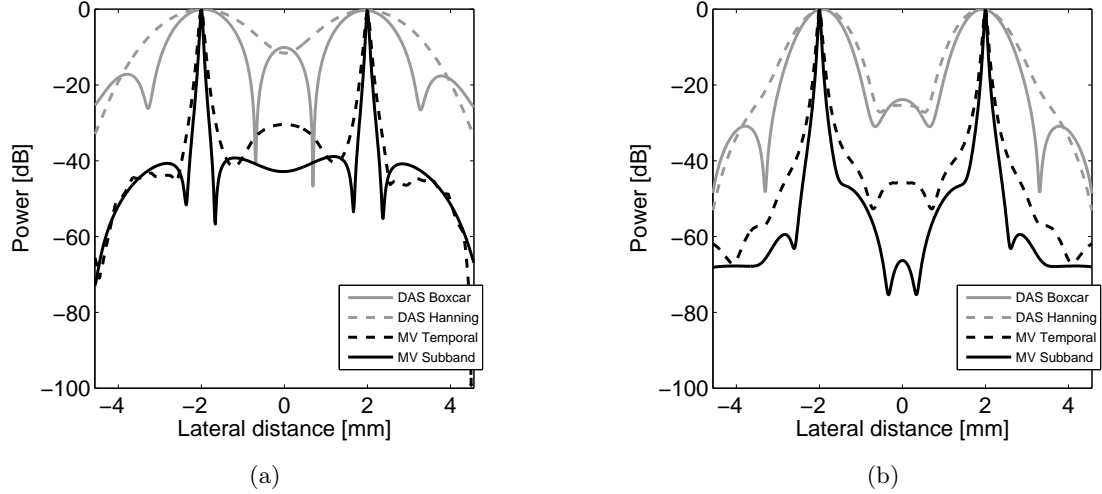 0
−20
−40
−60
−80
−100
Power [dB]
−4 −2 0 2 4
Lateral distance [mm]
DAS Boxcar
DAS Hanning
MV Temporal
MV Subband
(a)
0
−20
−40
−60
−80
−100
Power [dB]
−4 −2 0 2 4
Lateral distance [mm]
DAS Boxcar
DAS Hanning
MV Temporal
MV Subband
(b)